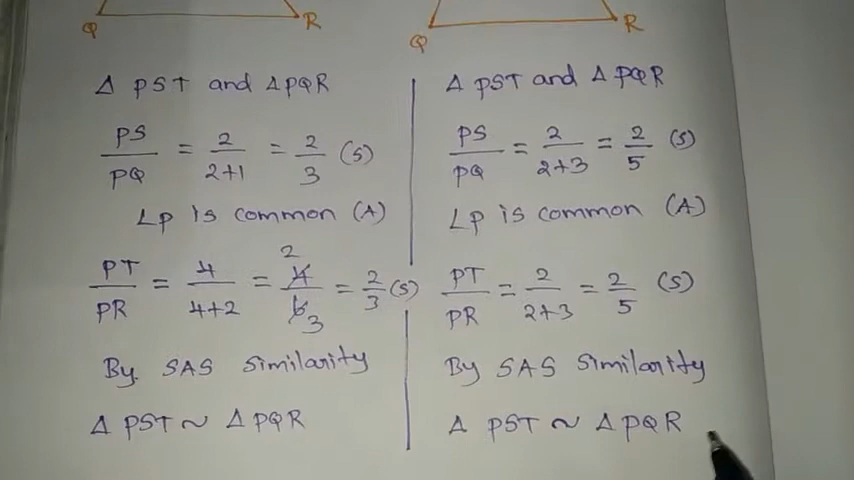 Q R
Δ PST and Δ PQR
PS/PQ = 2/2+1 = 2/3 (S)
∠P is common (A)
PT/PR = 4/4+2 = 4/6 2/3 = 2/3 (S)
By SAS similarity
Δ PST ~ Δ PQR
Q R
Δ PST and Δ PQR
PS/PQ = 2/2+3 = 2/5 (S)
∠P is common (A)
PT/PR = 2/2+3 = 2/5 (S)
By SAS similarity
Δ PST ~ Δ PQR